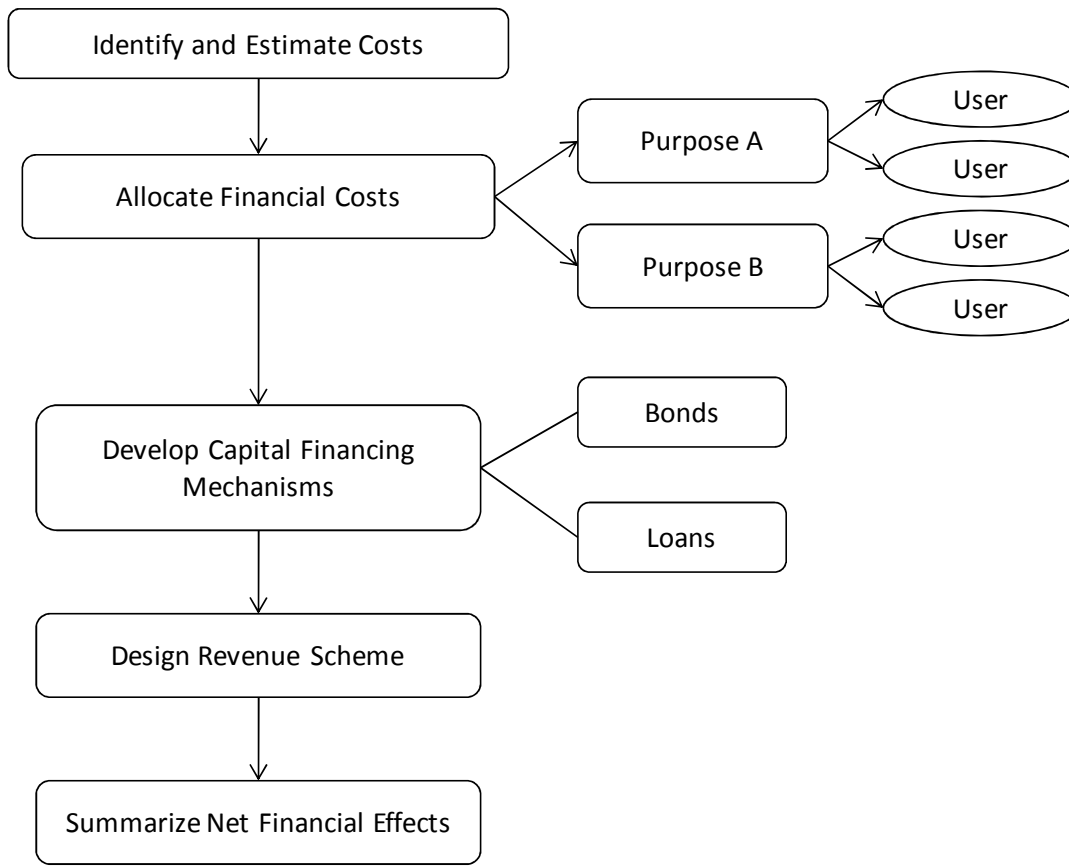 Identify and Estimate Costs
Allocate Financial Costs
Purpose A
User
User
Purpose B
User
User
Develop Capital Financing
Mechanisms
Bonds
Loans
Design Revenue Scheme
Summarize Net Financial Effects